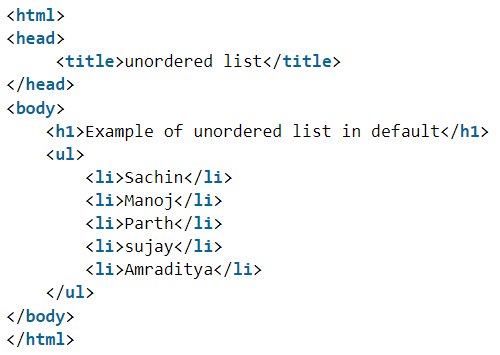 <html>
<head>
     <title>unordered list</title>
</head>
<body>
    <h1>Example of unordered list in default</h1>
    <ul>
        <li>Sachin</li>
        <li>Manoj</li>
        <li>Parth</li>
        <li>sujay</li>
        <li>Amraditya</li>
    </ul>
</body>
</html>